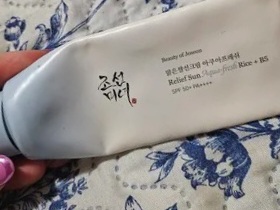 Beauty of Joseon
조선
미녀
맑은쌀선크림 아쿠아프레쉬
Relief Sun Aqua-fresh Rice + B5
SPF 50+ PA++++